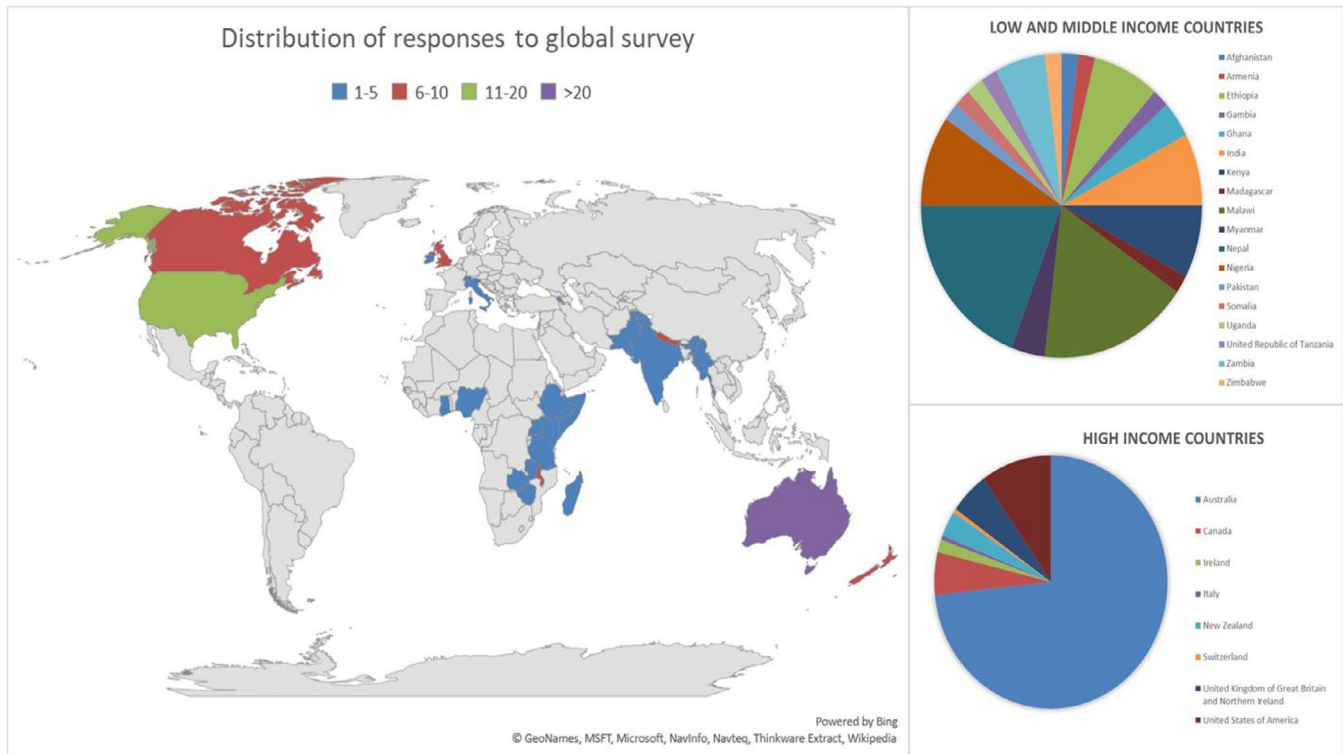 Distribution of responses to global survey
1-5 6-10 11-20 >20
Powered by Bing
© GeoNames, MSFT, Microsoft, NavInfo, Navteq, Thinkware Extract, Wikipedia
LOW AND MIDDLE INCOME COUNTRIES
Afghanistan
Armenia
Ethiopia
Gambia
Ghana
India
Kenya
Madagascar
Malawi
Myanmar
Nepal
Nigeria
Pakistan
Somalia
Uganda
United Republic of Tanzania
Zambia
Zimbabwe
HIGH INCOME COUNTRIES
Australia
Canada
Ireland
Italy
New Zealand
Switzerland
United Kingdom of Great Britain
and Northern Ireland
United States of America